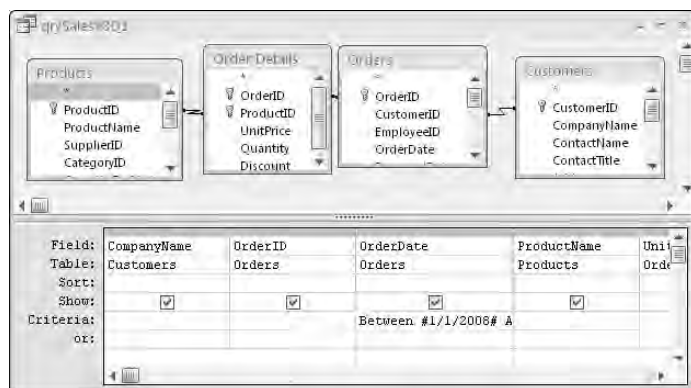 Products
*
ProductID
ProductName
SupplierID
CategoryID
Order Details
*
OrderID
ProductID
UnitPrice
Quantity
Discount
Orders
*
OrderID
CustomerID
EmployeeID
OrderDate
Customers
*
CustomerID
CompanyName
ContactName
ContactTitle
Field: CompanyName OrderID OrderDate ProductName Unit
Table: Customers Orders Orders Products Orde
Sort:
Show:
Criteria: Between #1/1/2008# A
or: